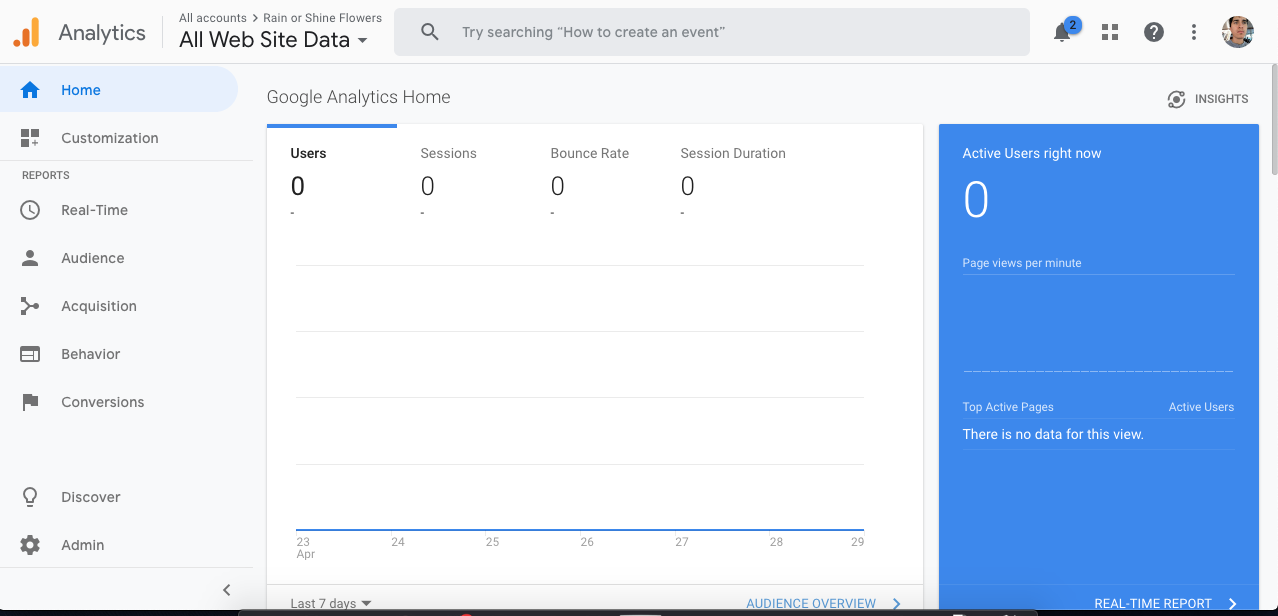 Analytics
All accounts > Rain or Shine Flowers
All Web Site Data
Try searching “How to create an event”
2
Home
Customization
REPORTS
Real-Time
Audience
Acquisition
Behavior
Conversions
Discover
Admin
Google Analytics Home
INSIGHTS
Users
0
-
Sessions
0
-
Bounce Rate
0
-
Session Duration
0
-
23
Apr
24
25
26
27
28
29
Last 7 days
AUDIENCE OVERVIEW
Active Users right now
0
Page views per minute
Top Active Pages Active Users
There is no data for this view.
REAL-TIME REPORT